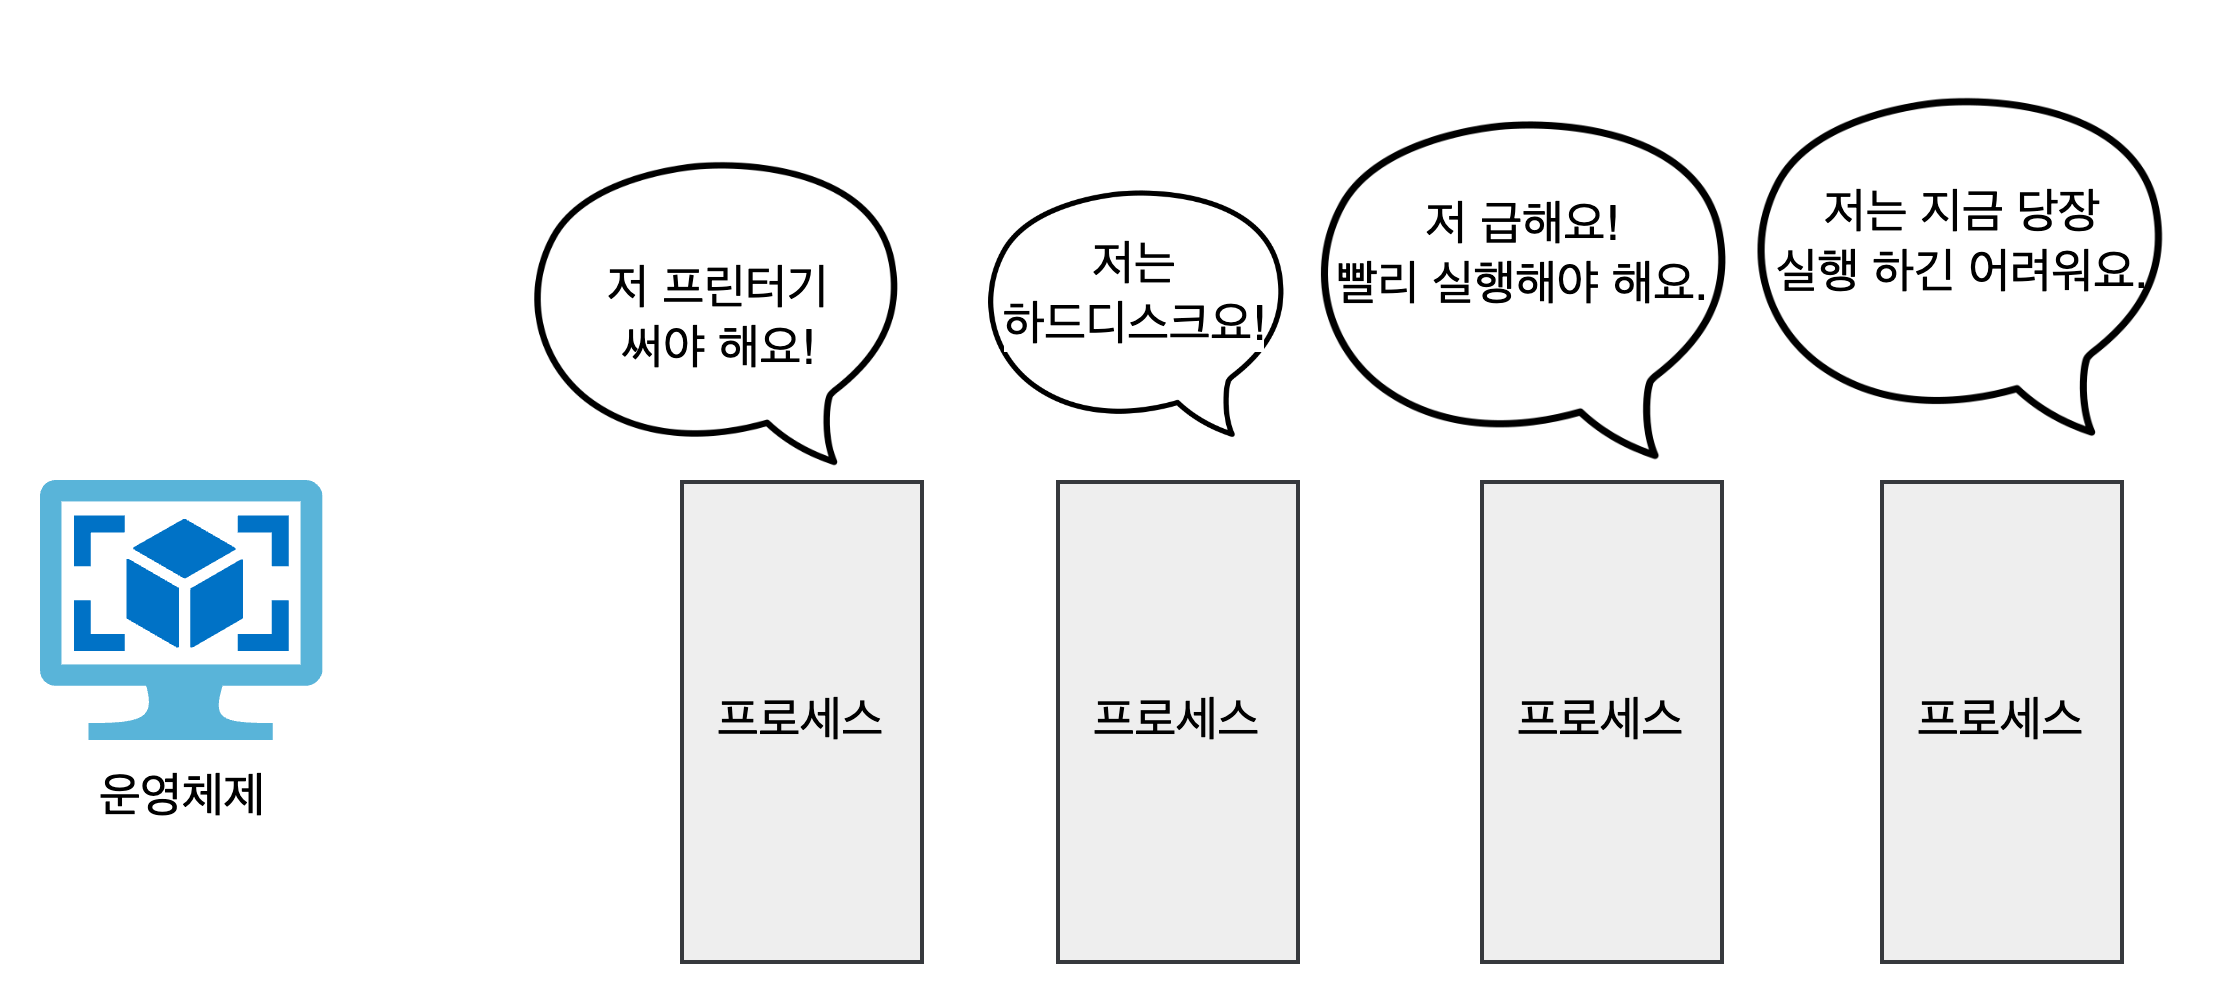 저 프린터기
써야 해요!
저는
하드디스크요!
저 급해요!
빨리 실행해야 해요.
저는 지금 당장
실행 하긴 어려워요.
운영체제
프로세스
프로세스
프로세스
프로세스